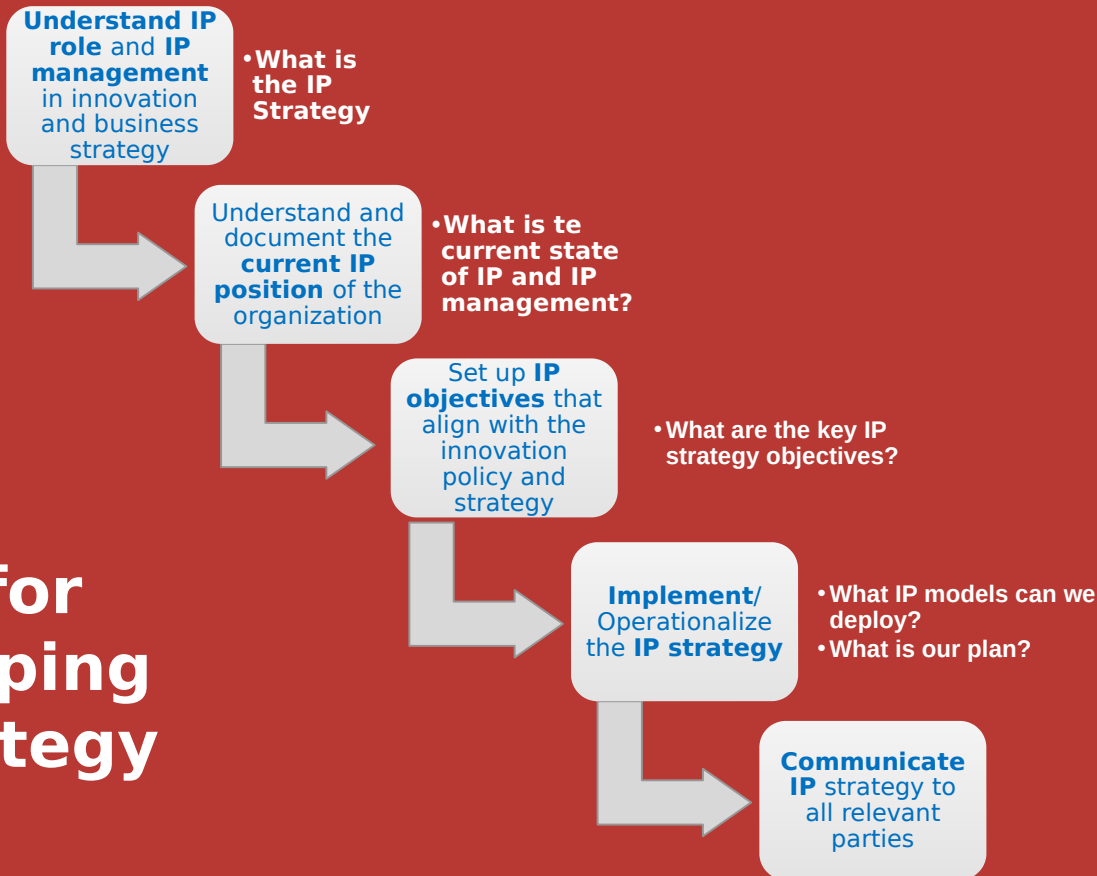 Understand IP
role and IP
management
in innovation
and business
strategy
•What is
the IP
Strategy
Understand and
document the
current IP
position of the
organization
•What is te
current state
of IP and IP
management?
Set up IP
objectives that
align with the
innovation
policy and
strategy
•What are the key IP
strategy objectives?
Implement/
Operationalize
the IP strategy
•What IP models can we
deploy?
•What is our plan?
Communicate
IP strategy to
all relevant
parties
for
ping
tegy